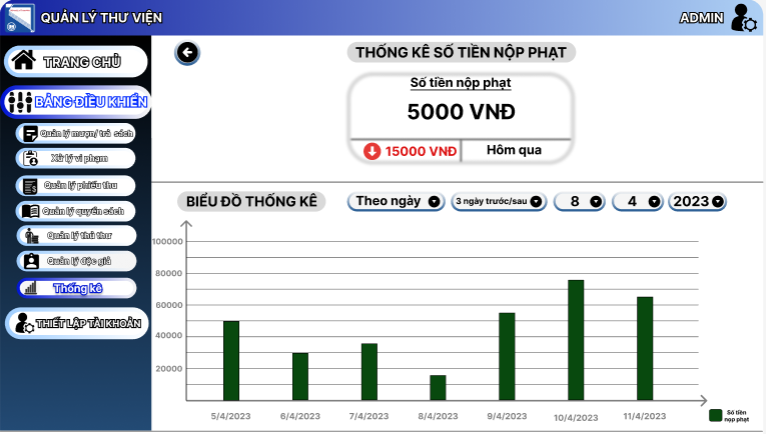 QUẢN LÝ THƯ VIỆN
ADMIN
TRANG CHỦ
BẢNG ĐIỀU KHIỂN
Quản lý mượn/ trả sách
Xử lý vi phạm
Quản lý phiếu thu
Quản lý quyển sách
Quản lý thủ thư
Quản lý độc giả
Thống kê
THIẾT LẬP TÀI KHOẢN
THỐNG KÊ SỐ TIỀN NỘP PHẠT
Số tiền nộp phạt
5000 VNĐ
15000 VNĐ
Hôm qua
BIỂU ĐỒ THỐNG KÊ
Theo ngày
3 ngày trước/sau
8
4
2023
100000
80000
60000
40000
20000
5/4/2023
6/4/2023
7/4/2023
8/4/2023
9/4/2023
10/4/2023
11/4/2023
Số tiền
nộp phạt